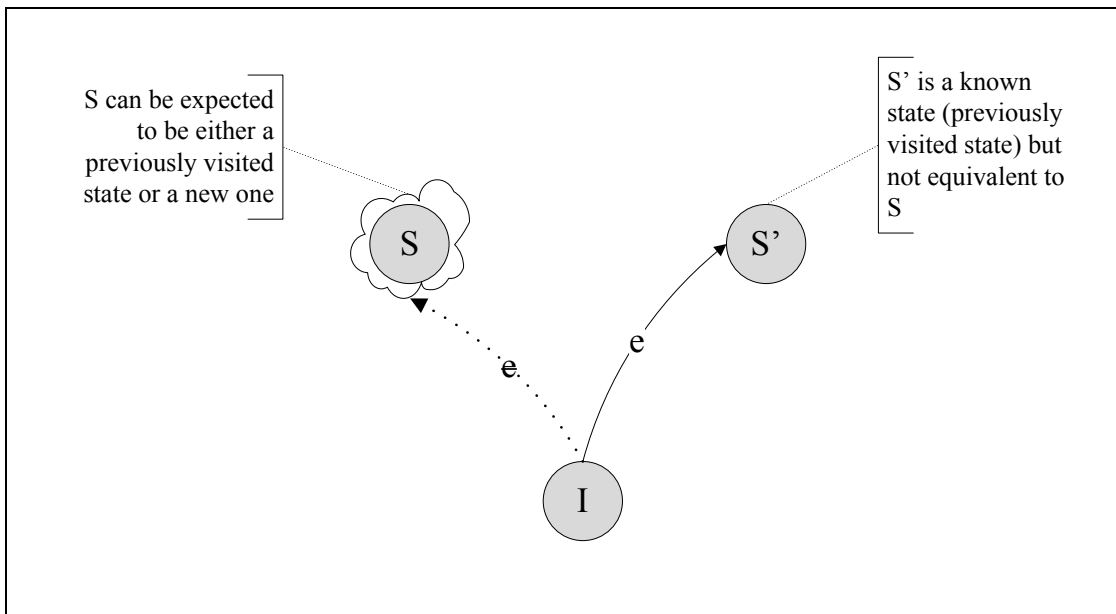 S can be expected
to be either a
previously visited
state or a new one
S’ is a known
state (previously
visited state) but
not equivalent to
S
S
S’
e
e
I